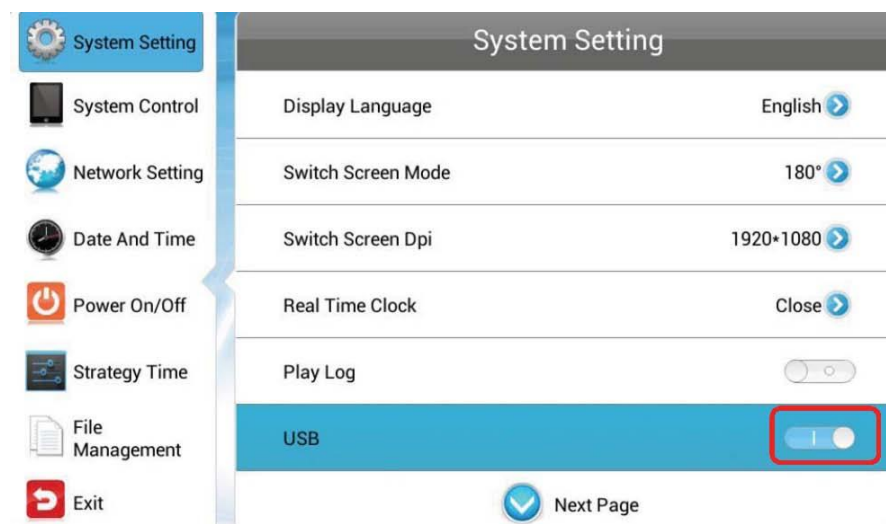 System Setting
System Control
Network Setting
Date And Time
Power On/Off
Strategy Time
File
Management
Exit
System Setting
Display Language English
Switch Screen Mode 180°
Switch Screen Dpi 1920*1080
Real Time Clock Close
Play Log
USB
Next Page